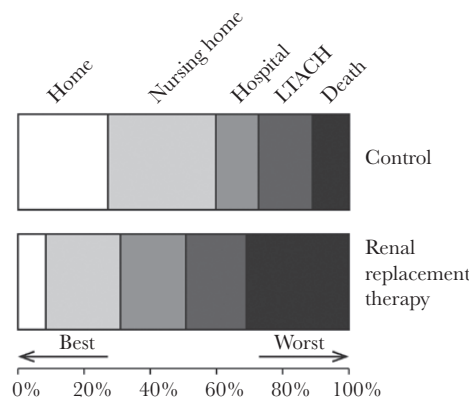 Home
Nursing home
Hospital
LTACH
Death
Control
Renal
replacement
therapy
Best
Worst
0% 20% 40% 60% 80% 100%